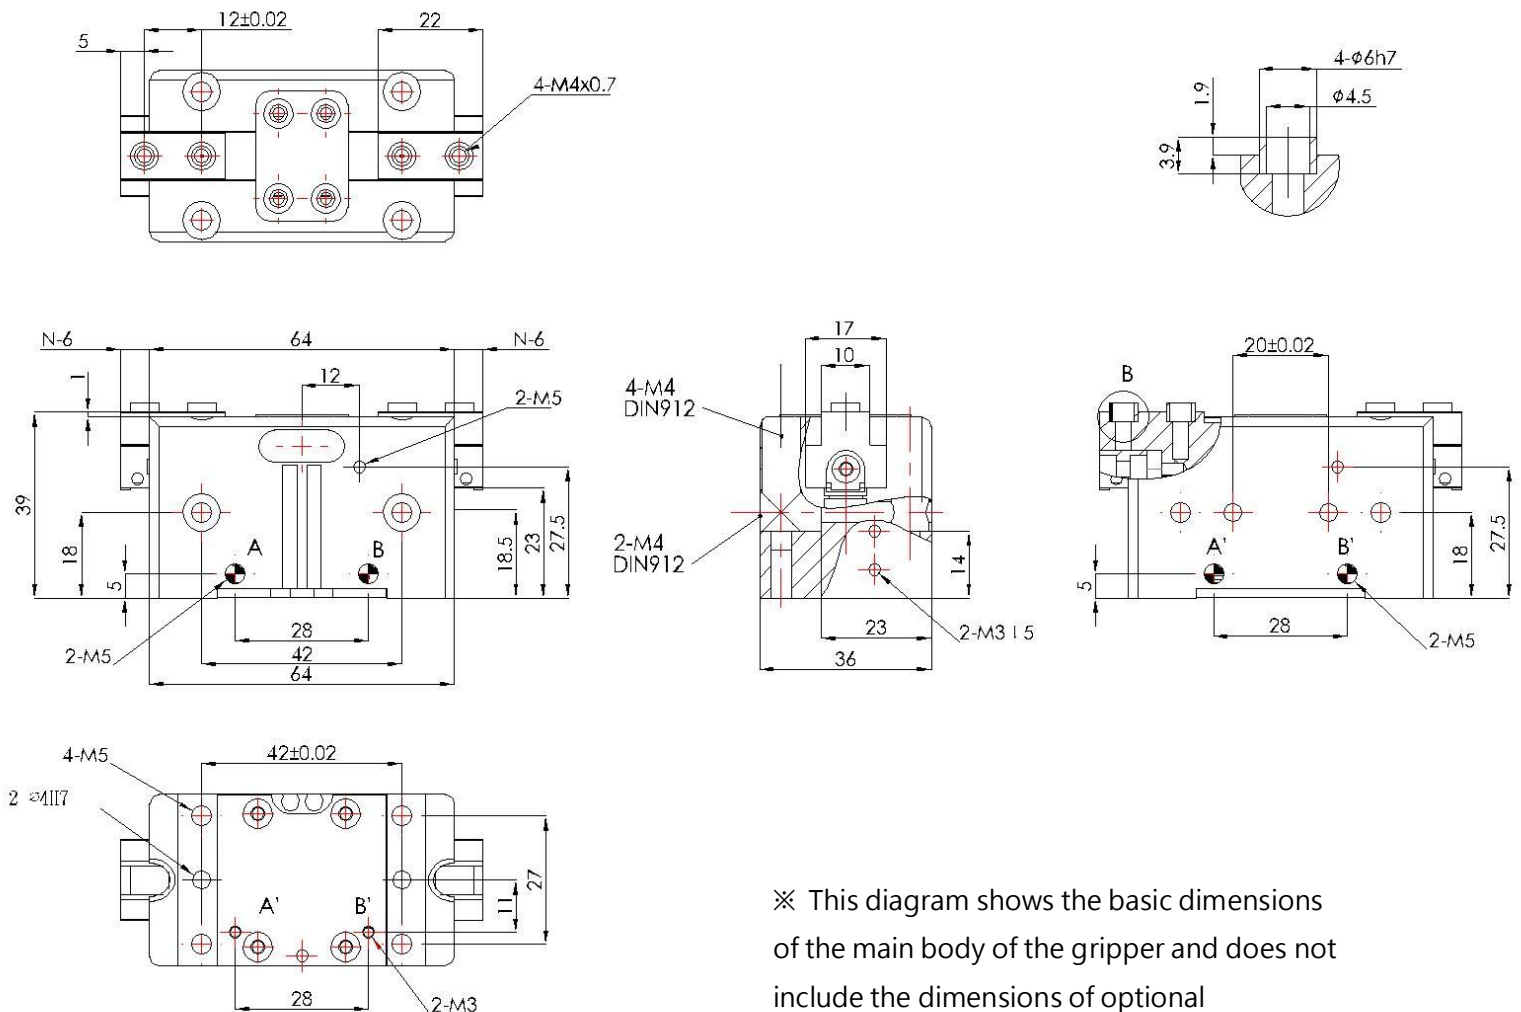 12±0.02
22
5
4-M4x0.7
4-ϕ6h7
ϕ4.5
1.9
3.9
N-6
64
N-6
1
12
2-M5
39
18
5
A
B
18.5
23
27.5
28
2-M5
42
64
17
10
4-M4
DIN912
2-M4
DIN912
14
23
2-M3
5
36
20±0.02
B
A'
B'
5
18
27.5
28
2-M5
4-M5
42±0.02
2
27
11
A'
B'
28
2-M3
※ This diagram shows the basic dimensions
of the main body of the gripper and does not
include the dimensions of optional